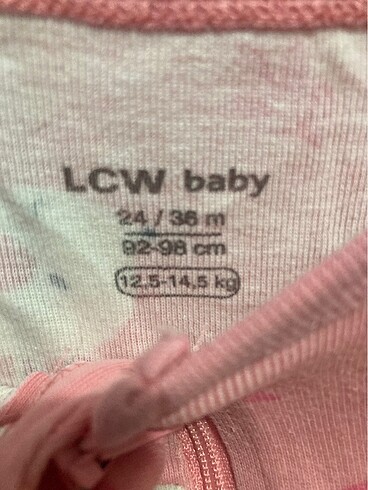 LCW baby
24 / 36 m
92-98 cm
12,5-14,5 kg